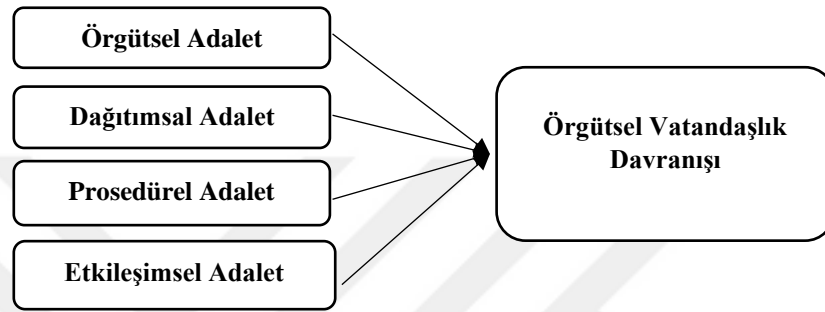 Örgütsel Adalet
Dağıtımsal Adalet
Prosedürel Adalet
Etkileşimsel Adalet
Örgütsel Vatandaşlık
Davranışı